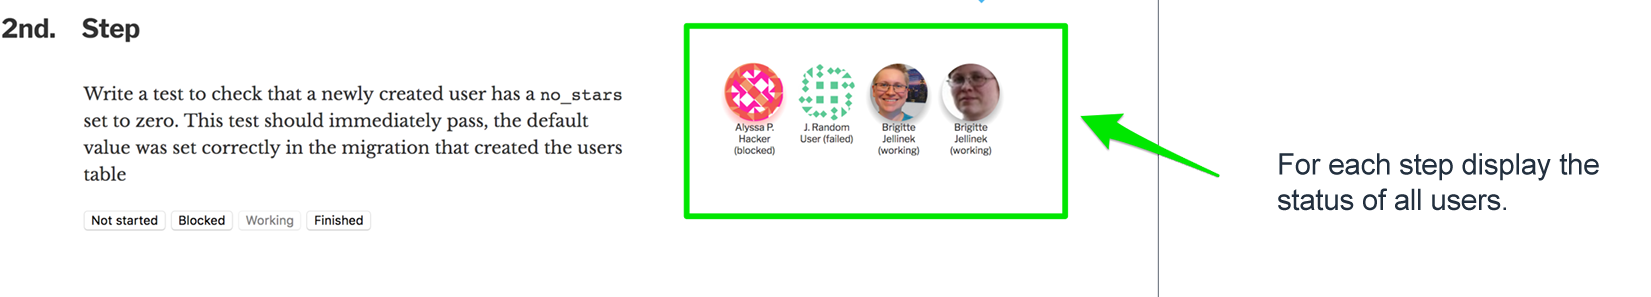 2nd. Step
Write a test to check that a newly created user has a no_stars
set to zero. This test should immediately pass, the default
value was set correctly in the migration that created the users
table
Not started Blocked Working Finished
Alyssa P.
Hacker
(blocked)
J. Random
User (failed)
Brigitte
Jellinek
(working)
Brigitte
Jellinek
(working)
For each step display the
status of all users.